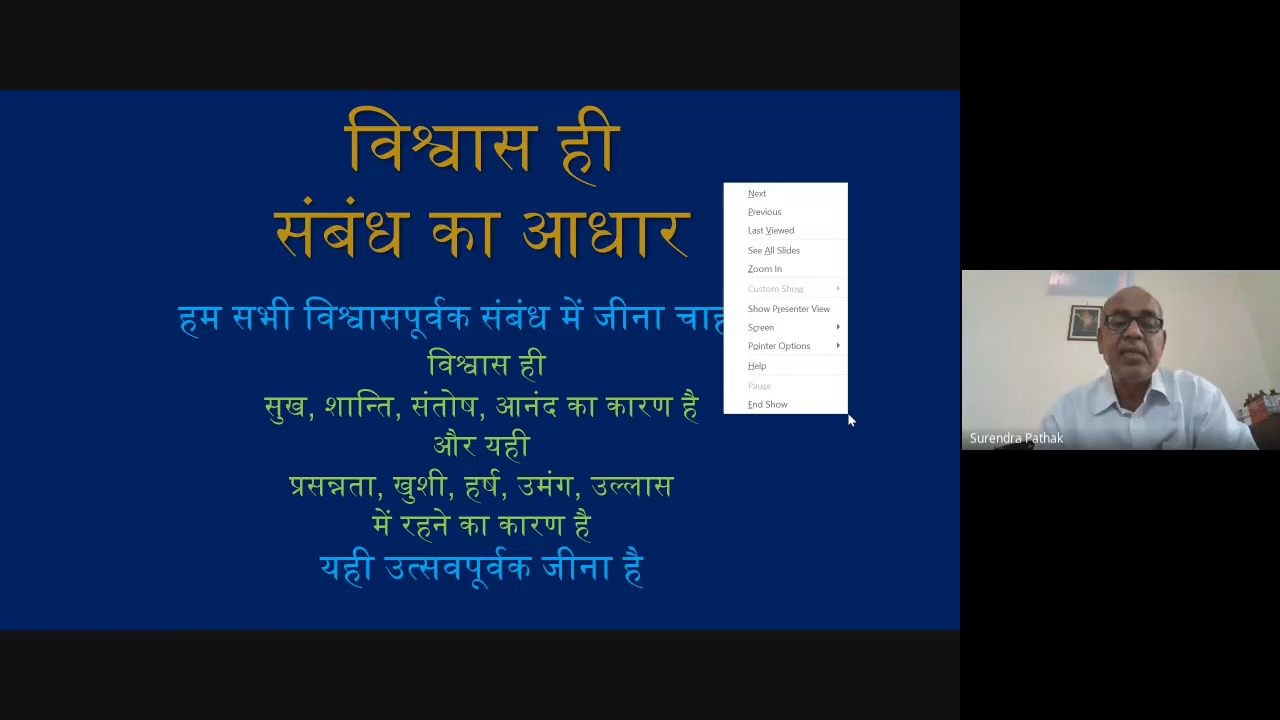 विश्वास ही
संबंध का आधार
हम सभी विश्वासपूर्वक संबंध में जीना
विश्वास ही
सुख, शान्ति, संतोष, आनंद का कारण है
और यही
प्रसन्नता, खुशी, हर्ष, उमंग, उल्लास
में रहने का कारण है
यही उत्सवपूर्वक जीना है
Next
Previous
Last Viewed
See All Slides
Zoom In
Custom Show
Show Presenter View
Screen
Pointer Options
Help
Pause
End Show
Surendra Pathak